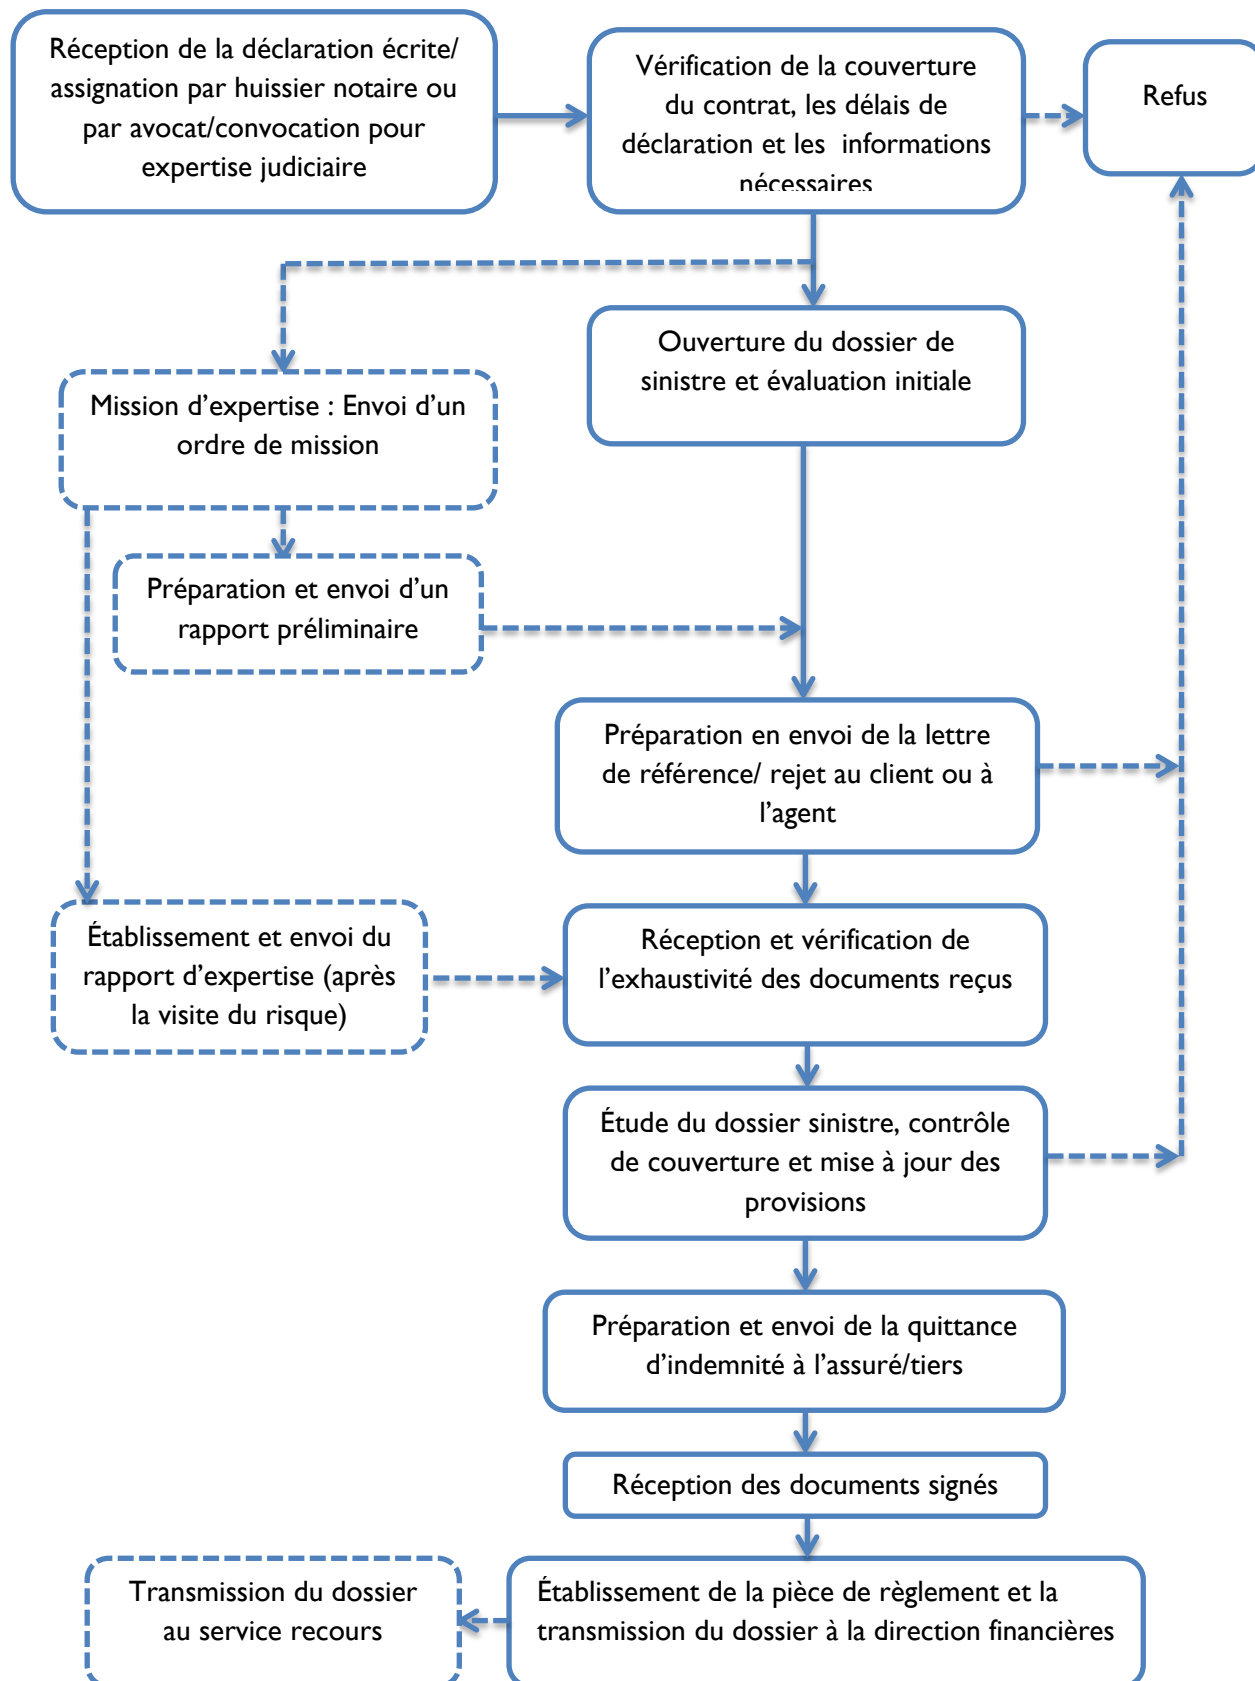 Réception de la déclaration écrite/
assignation par huissier notaire ou
par avocat/convocation pour
expertise judiciaire
Vérification de la couverture
du contrat, les délais de
déclaration et les informations
nécessaires
Refus
Ouverture du dossier de
sinistre et évaluation initiale
Mission d’expertise : Envoi d’un
ordre de mission
Préparation et envoi d’un
rapport préliminaire
Préparation en envoi de la lettre
de référence/ rejet au client ou à
l’agent
Établissement et envoi du
rapport d’expertise (après
la visite du risque)
Réception et vérification de
l’exhaustivité des documents reçus
Étude du dossier sinistre, contrôle
de couverture et mise à jour des
provisions
Préparation et envoi de la quittance
d’indemnité à l’assuré/tiers
Réception des documents signés
Transmission du dossier
au service recours
Établissement de la pièce de règlement et la
transmission du dossier à la direction financières